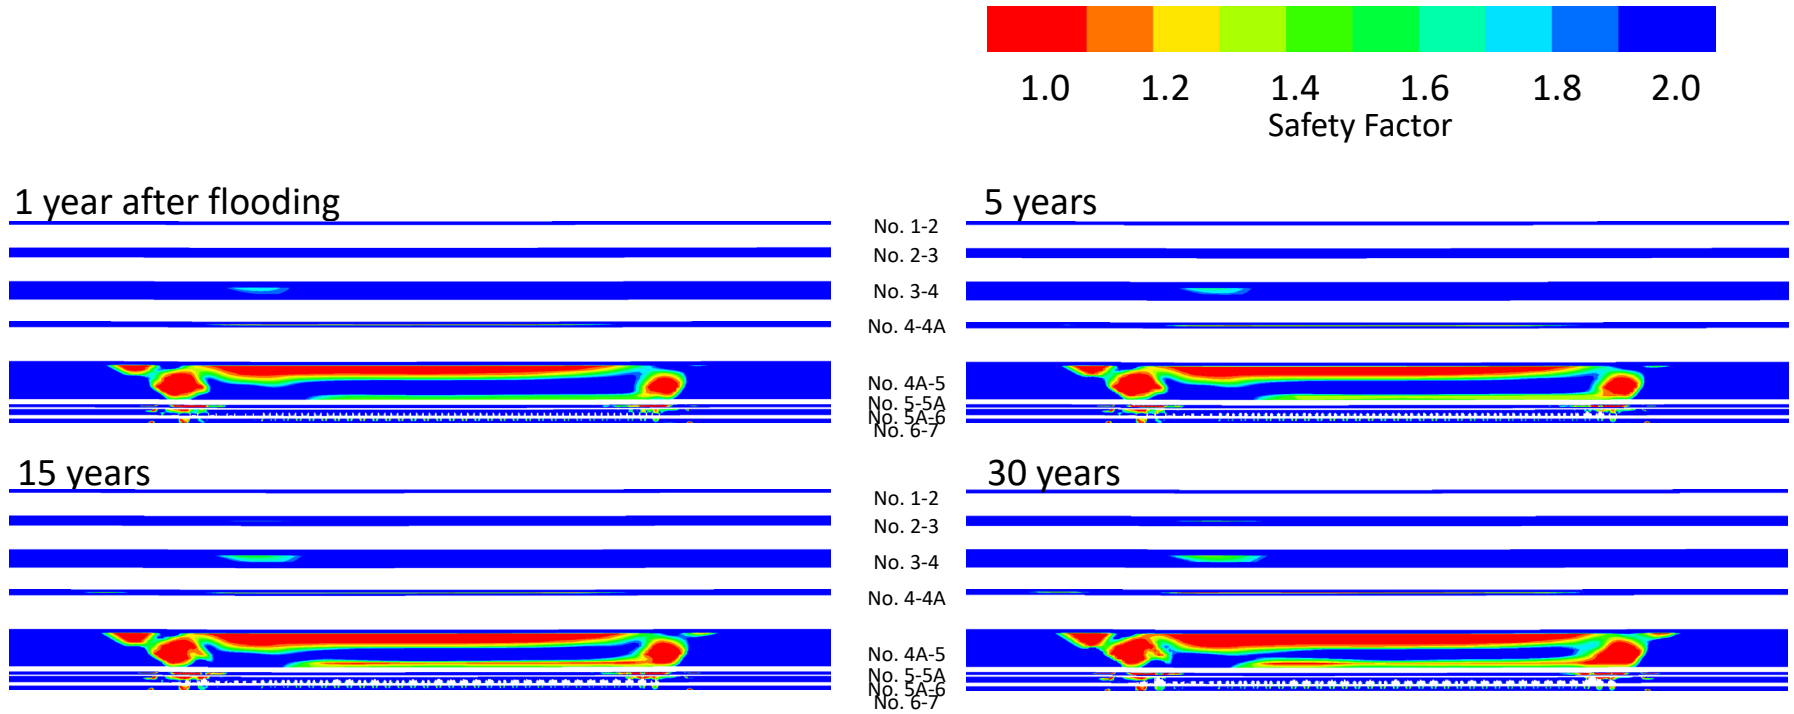 1.0 1.2 1.4 1.6 1.8 2.0
Safety Factor
1 year after flooding
5 years
No. 1-2
No. 2-3
No. 3-4
No. 4-4A
No. 4A-5
No. 5-5A
No. 5A-6
No. 6-7
15 years
30 years
No. 1-2
No. 2-3
No. 3-4
No. 4-4A
No. 4A-5
No. 5-5A
No. 5A-6
No. 6-7